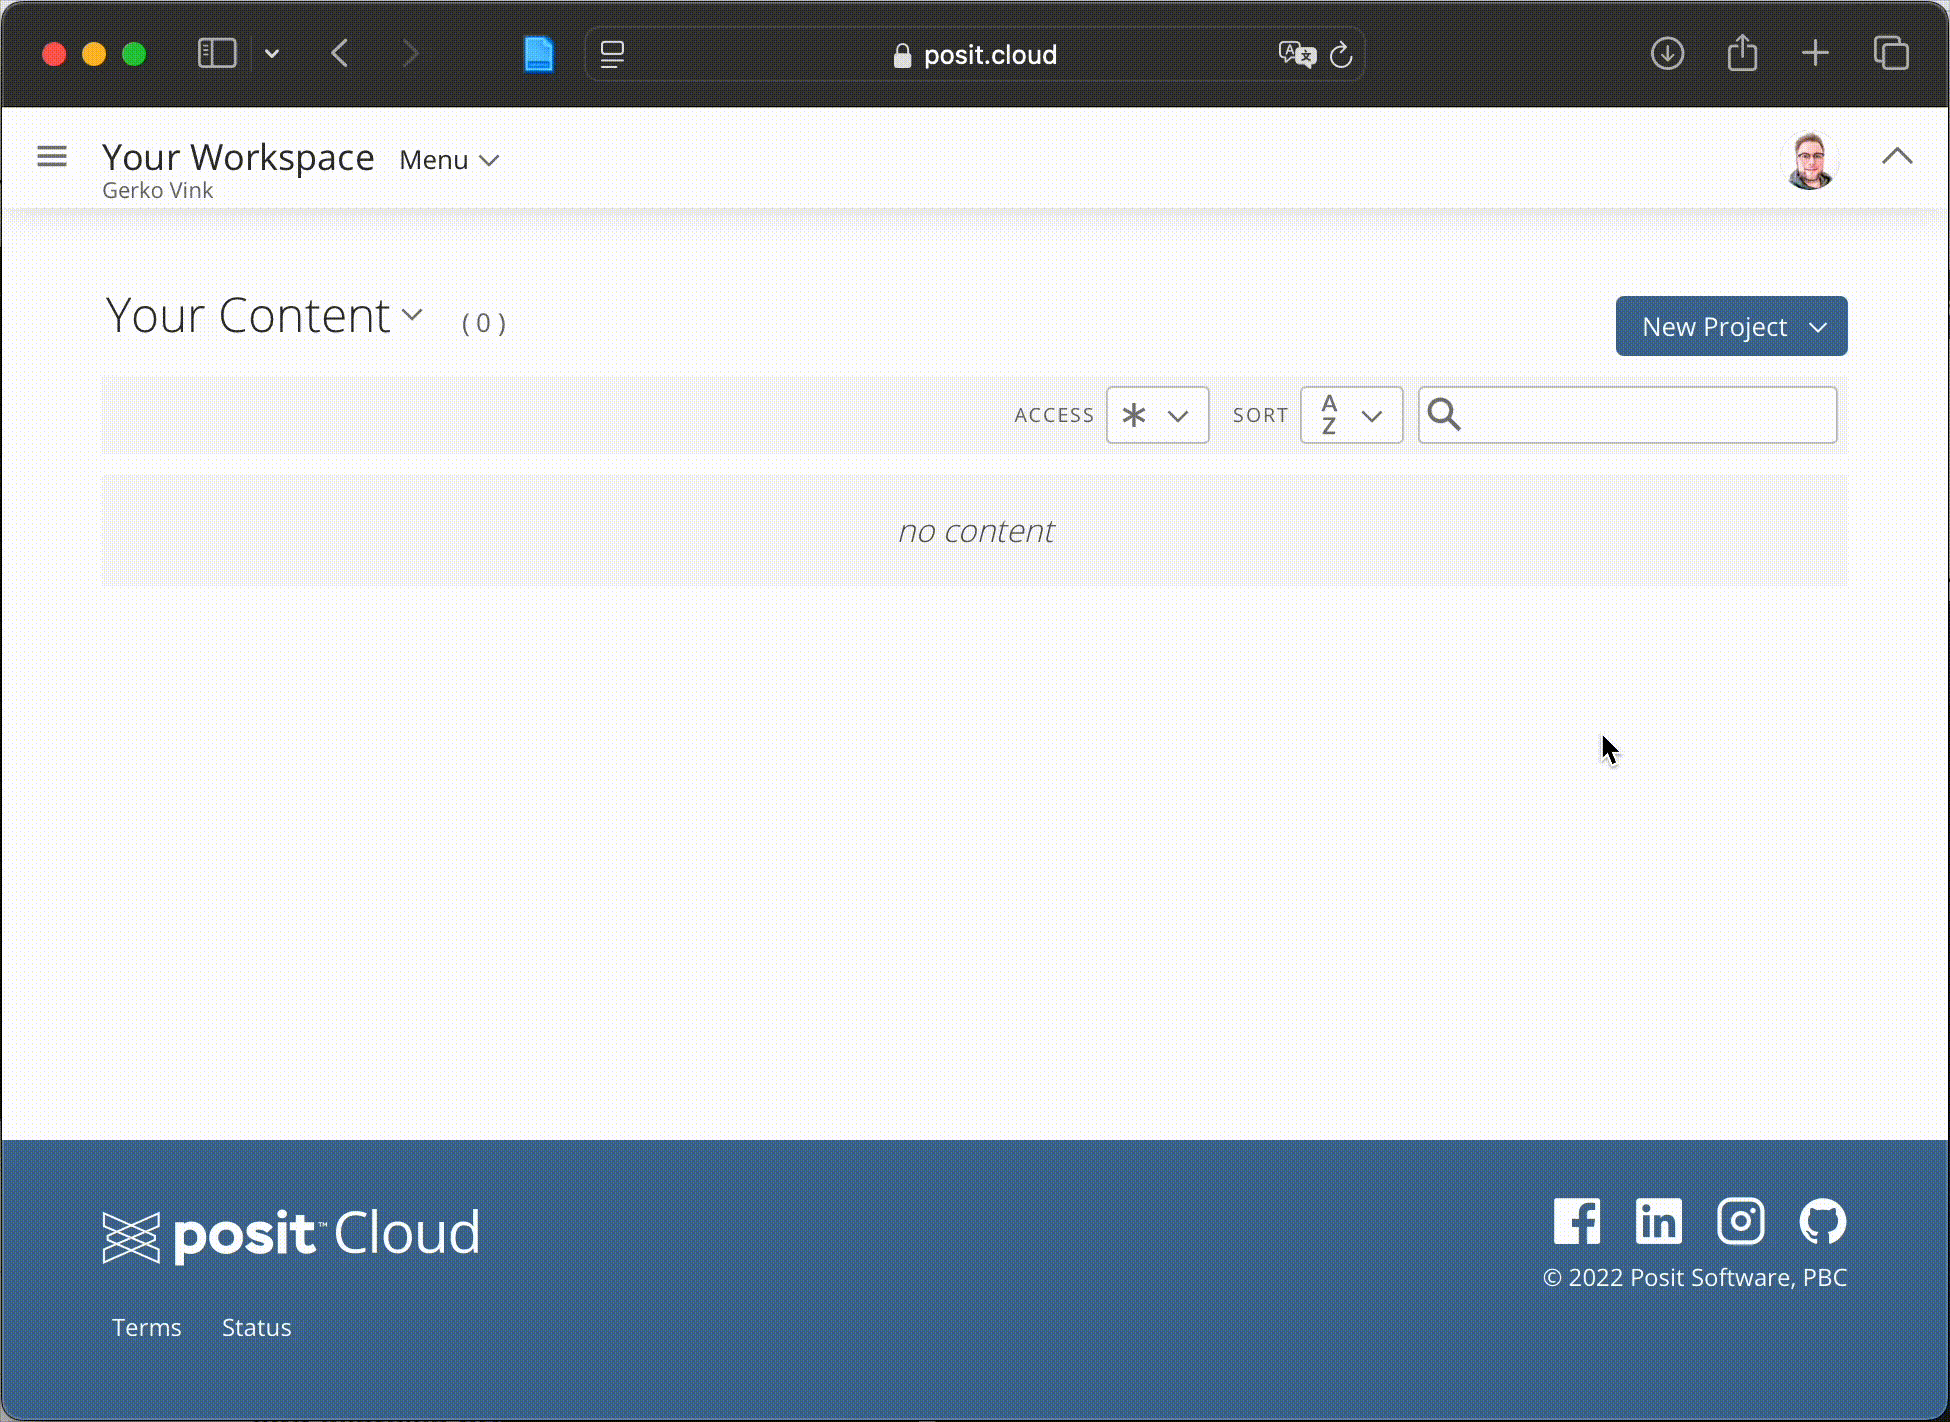 posit.cloud
Your Workspace Menu
Gerko Vink
Your Content ( 0 )
New Project
ACCESS * SORT A Z
no content
posit™ Cloud
© 2022 Posit Software, PBC
Terms Status